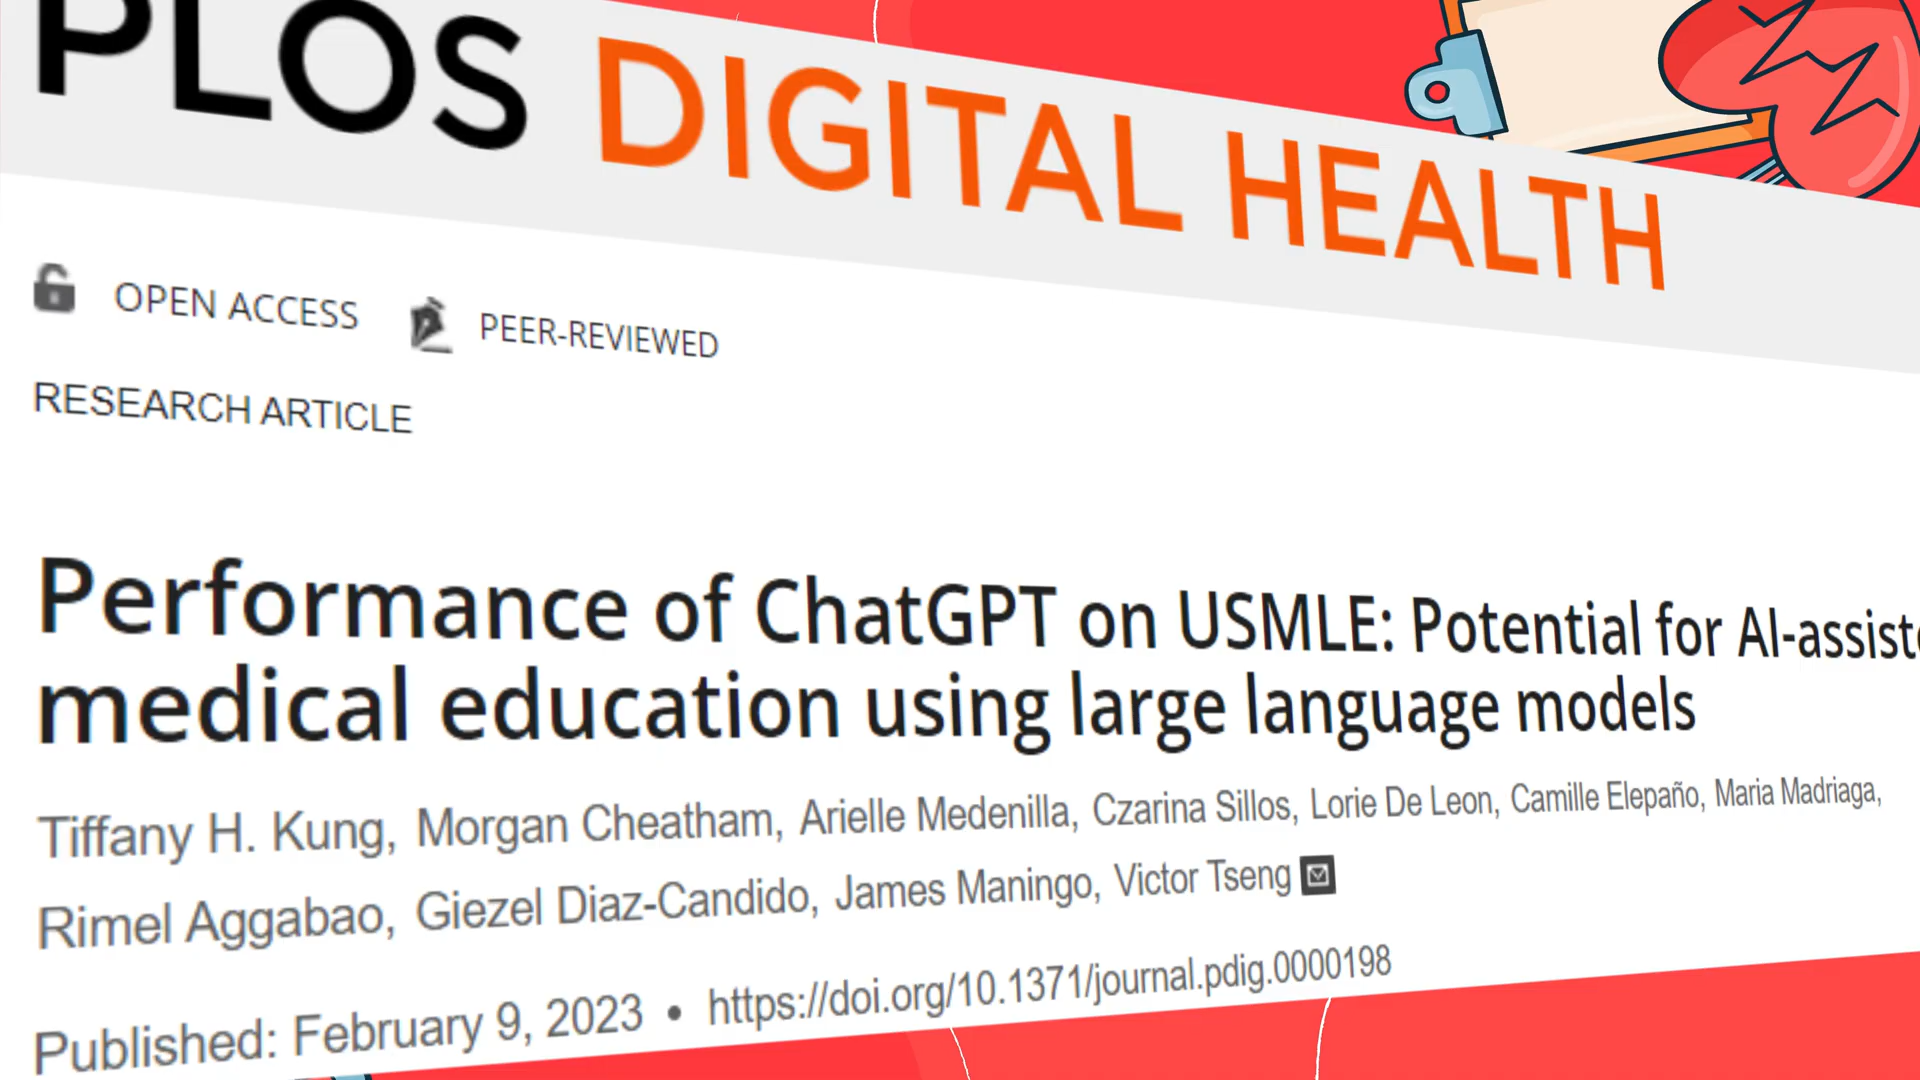 PLOS DIGITAL HEALTH
OPEN ACCESS PEER-REVIEWED
RESEARCH ARTICLE
Performance of ChatGPT on USMLE: Potential for AI-assiste
medical education using large language models
Tiffany H. Kung, Morgan Cheatham, Arielle Medenilla, Czarina Sillos, Lorie De Leon, Camille Elepaño, Maria Madriaga,
Rimel Aggabao, Giezel Diaz-Candido, James Maningo, Victor Tseng
Published: February 9, 2023 • https://doi.org/10.1371/journal.pdig.0000198